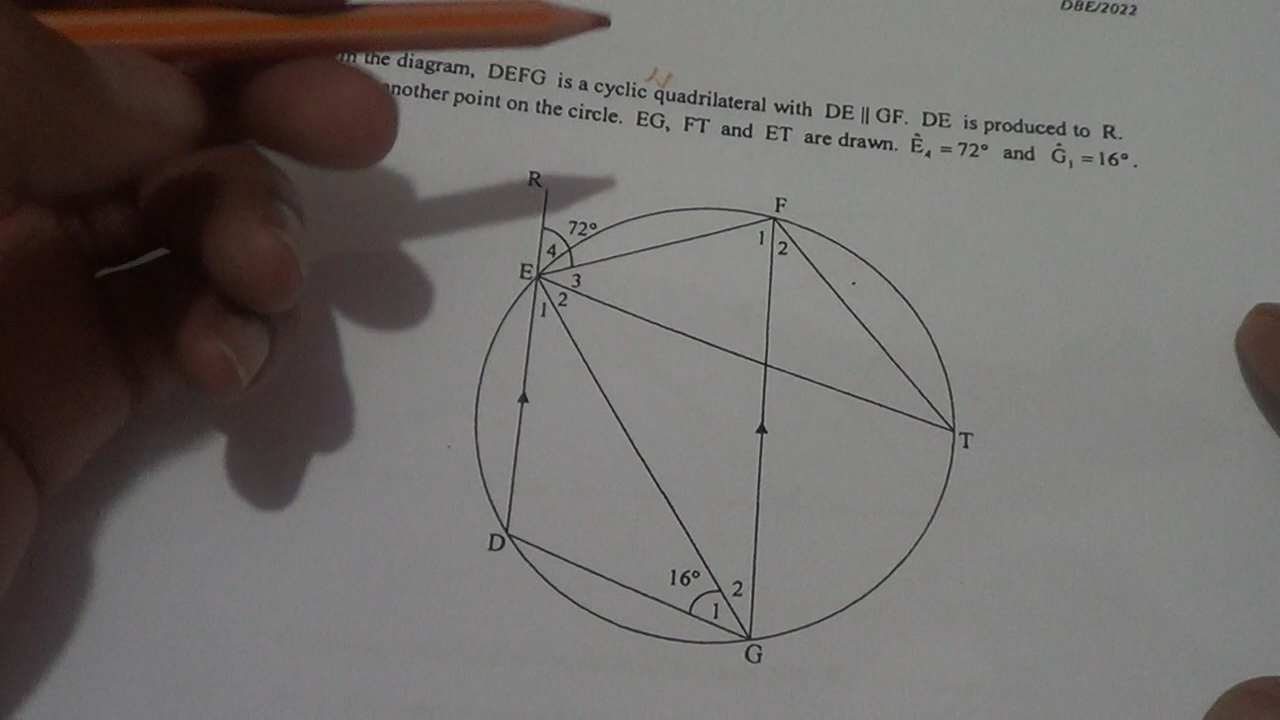 DBE/2022
the diagram, DEFG is a cyclic quadrilateral with DE || GF. DE is produced to R.
another point on the circle. EG, FT and ET are drawn. Ê₄ = 72° and Ĝ₁ = 16°.
R
F
72°
4
1
2
E
3
2
1
T
D
16°
2
1
G